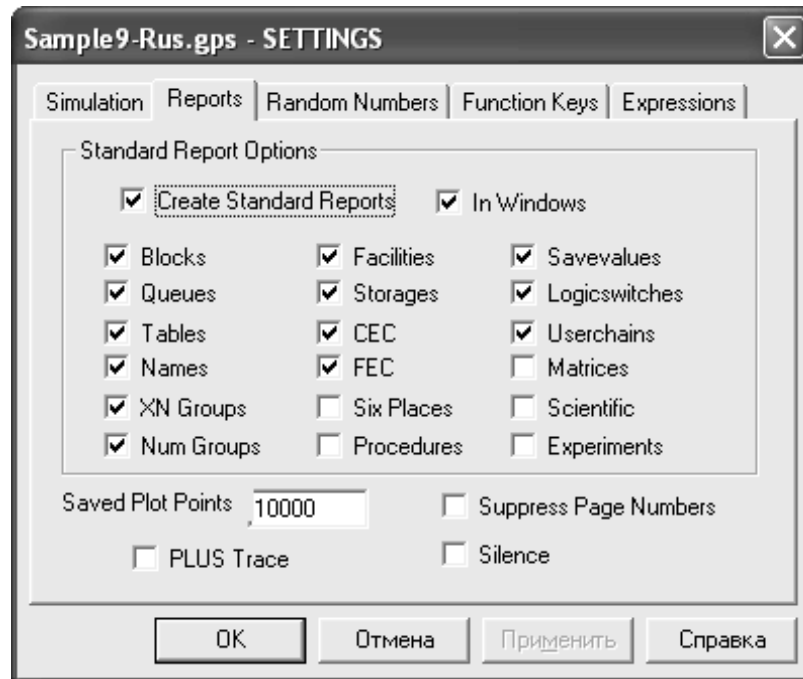 Sample9-Rus.gps - SETTINGS
Simulation Reports Random Numbers Function Keys Expressions
Standard Report Options
Create Standard Reports In Windows
Blocks Facilities Savevalues
Queues Storages Logicswitches
Tables CEC Userchains
Names FEC Matrices
XN Groups Six Places Scientific
Num Groups Procedures Experiments
Saved Plot Points 10000 Suppress Page Numbers
PLUS Trace Silence
OK Отмена Применить Справка